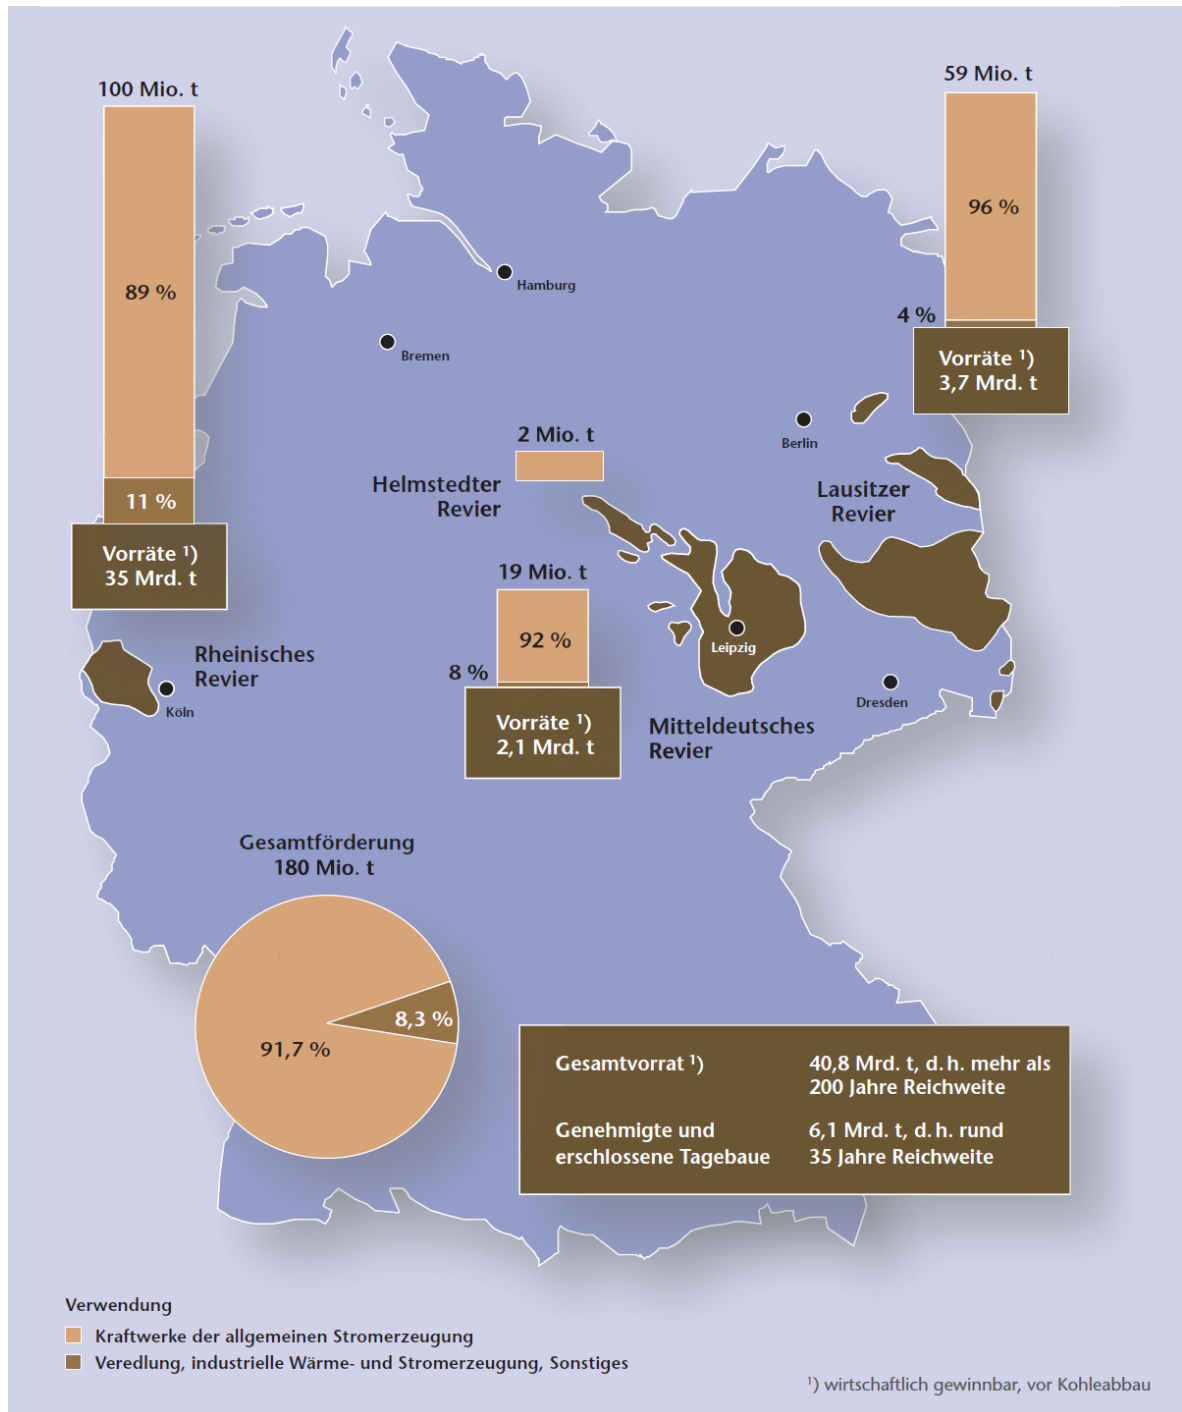 100 Mio. t
89 %
11 %
Vorräte ¹)
35 Mrd. t
Rheinisches
Revier
Köln
59 Mio. t
96 %
4 %
Vorräte ¹)
3,7 Mrd. t
Hamburg
Bremen
Berlin
2 Mio. t
Helmstedter
Revier
Lausitzer
Revier
19 Mio. t
92 %
8 %
Vorräte ¹)
2,1 Mrd. t
Leipzig
Dresden
Mitteldeutsches
Revier
Gesamtförderung
180 Mio. t
8,3 %
91,7 %
Gesamtvorrat ¹) 40,8 Mrd. t, d. h. mehr als
200 Jahre Reichweite
Genehmigte und 6,1 Mrd. t, d. h. rund
erschlossene Tagebaue 35 Jahre Reichweite
Verwendung
Kraftwerke der allgemeinen Stromerzeugung
Veredlung, industrielle Wärme- und Stromerzeugung, Sonstiges
¹) wirtschaftlich gewinnbar, vor Kohleabbau